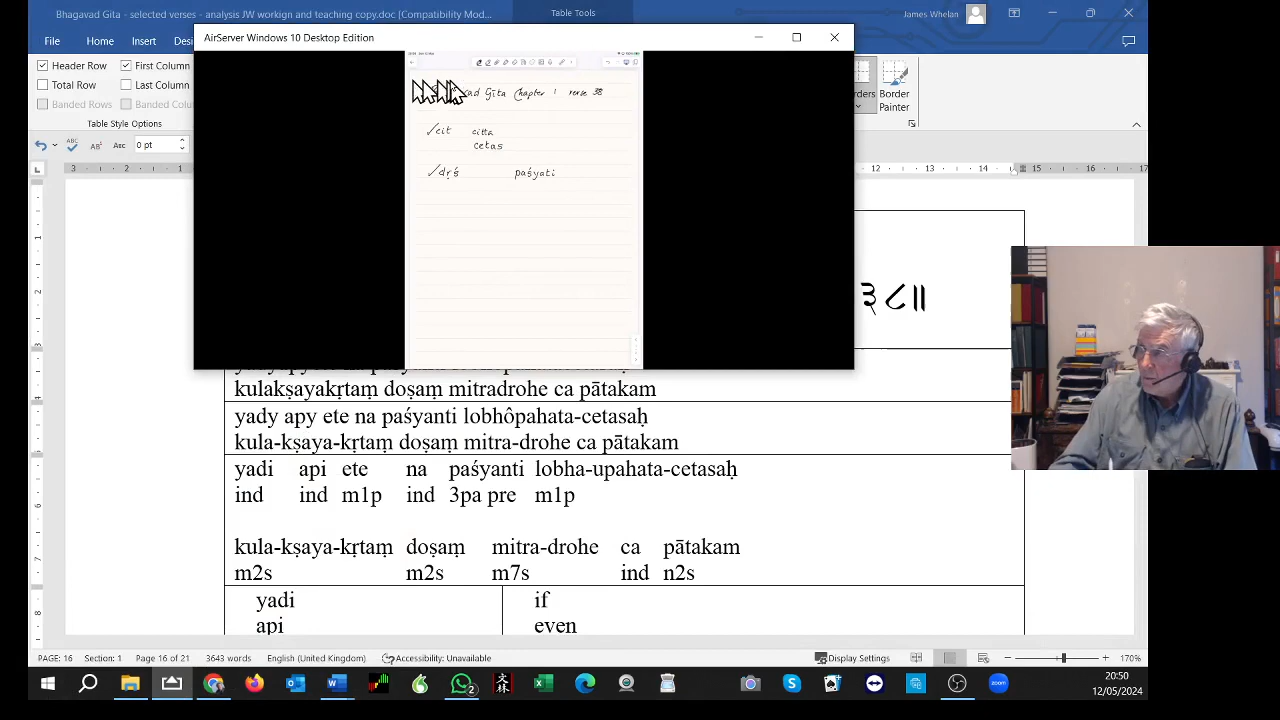 Bhagavad Gita - selected verses - analysis JW workign and teaching copy.doc [Compatibility Mod...
Table Tools
James Whelan
File
Home
Insert
Header Row
First Column
Total Row
Last Column
Banded Rows
Table Style Options
Border
Painter
0 pt
AirServer Windows 10 Desktop Edition
Gīta Chapter 1 verse 38
√cit citta
cetas
√dṛś paśyati
३८॥
kulakṣayakṛtaṃ doṣaṃ mitradrohe ca pātakam
yady apy ete na paśyanti lobhôpahata-cetasaḥ
kula-kṣaya-kṛtaṃ doṣaṃ mitra-drohe ca pātakam
yadi api ete na paśyanti lobha-upahata-cetasaḥ
ind ind m1p ind 3pa pre m1p
kula-kṣaya-kṛtaṃ doṣaṃ mitra-drohe ca pātakam
m2s m2s m7s ind n2s
yadi if
api even
PAGE: 16 Section: 1 Page 16 of 21 3643 words English (United Kingdom) Accessibility: Unavailable Display Settings 170%
20:50
12/05/2024